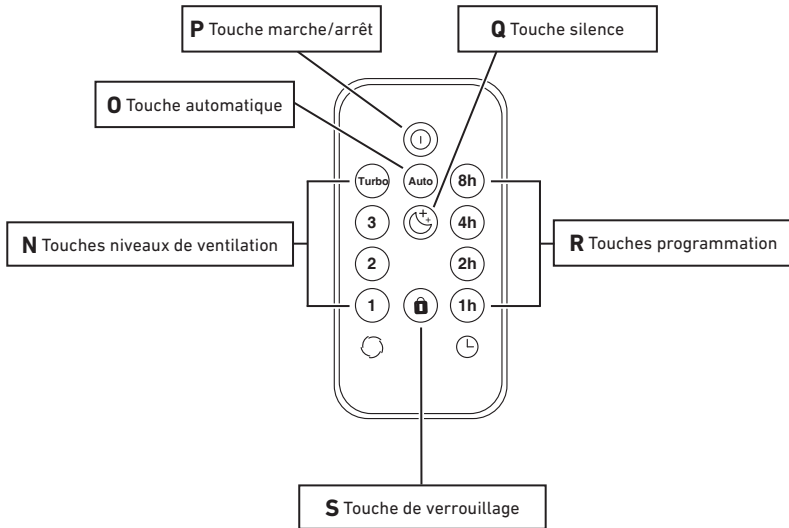 P Touche marche/arrêt
Q Touche silence
O Touche automatique
Turbo Auto 8h
3 4h
N Touches niveaux de ventilation
R Touches programmation
2 2h
1 1h
S Touche de verrouillage